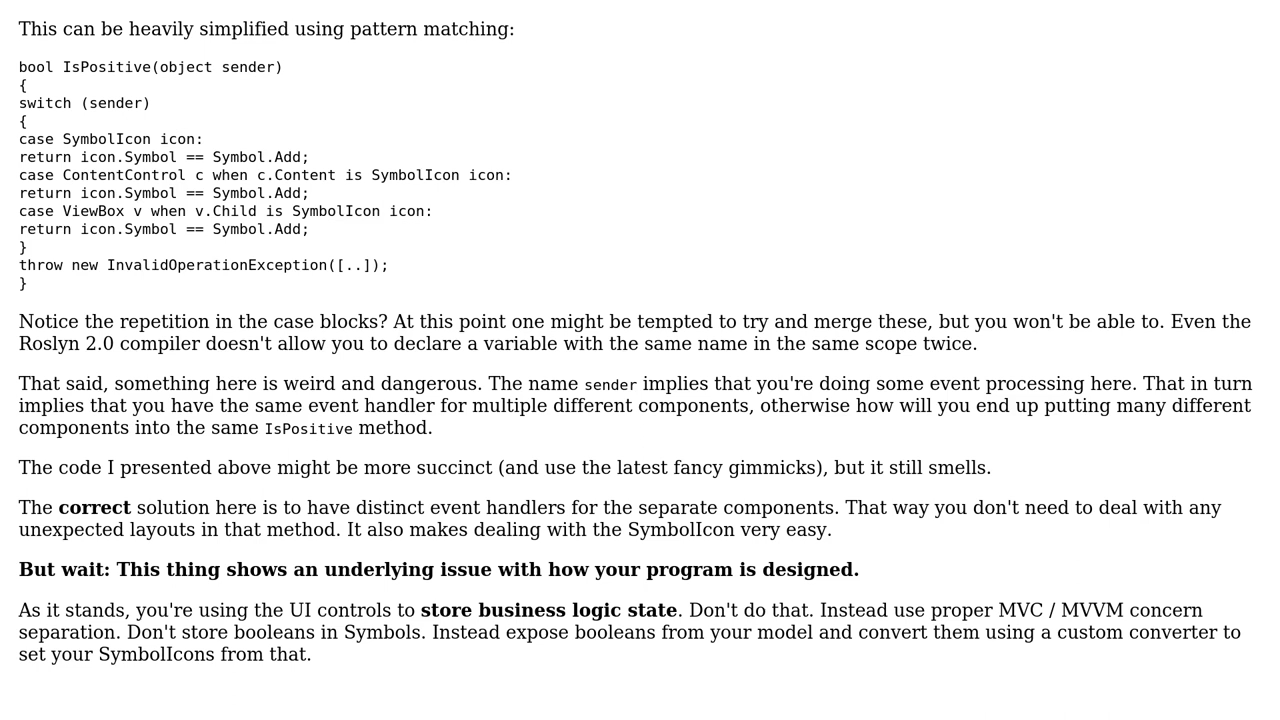 This can be heavily simplified using pattern matching:
bool IsPositive(object sender)
{
switch (sender)
{
case SymbolIcon icon:
return icon.Symbol == Symbol.Add;
case ContentControl c when c.Content is SymbolIcon icon:
return icon.Symbol == Symbol.Add;
case ViewBox v when v.Child is SymbolIcon icon:
return icon.Symbol == Symbol.Add;
}
throw new InvalidOperationException([..]);
}
Notice the repetition in the case blocks? At this point one might be tempted to try and merge these, but you won't be able to. Even the
Roslyn 2.0 compiler doesn't allow you to declare a variable with the same name in the same scope twice.
That said, something here is weird and dangerous. The name sender implies that you're doing some event processing here. That in turn
implies that you have the same event handler for multiple different components, otherwise how will you end up putting many different
components into the same IsPositive method.
The code I presented above might be more succinct (and use the latest fancy gimmicks), but it still smells.
The correct solution here is to have distinct event handlers for the separate components. That way you don't need to deal with any
unexpected layouts in that method. It also makes dealing with the SymbolIcon very easy.
But wait: This thing shows an underlying issue with how your program is designed.
As it stands, you're using the UI controls to store business logic state. Don't do that. Instead use proper MVC / MVVM concern
separation. Don't store booleans in Symbols. Instead expose booleans from your model and convert them using a custom converter to
set your SymbolIcons from that.